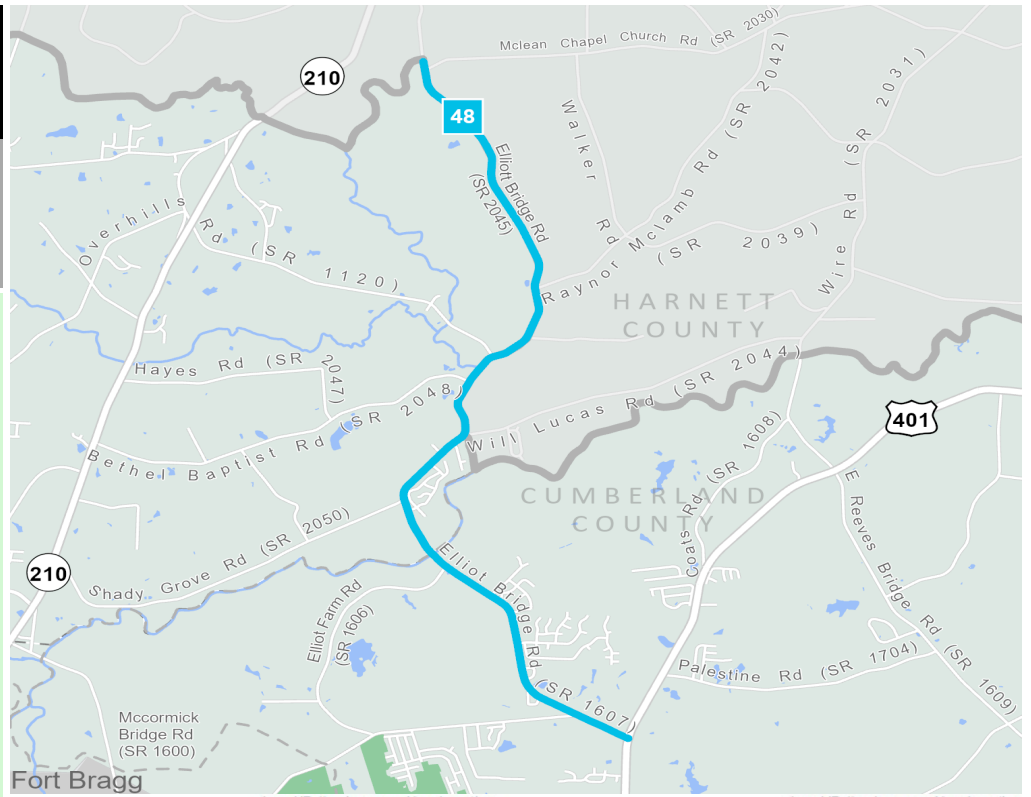 Mclean Chapel Church Rd (SR 2030)
210
48
Walker Rd
Elliott Bridge Rd
(SR 2045)
Raynor Mclamb Rd (SR 2042)
(SR 2039)
Wire Rd (SR 2031)
Overhills Rd (SR 1120)
HARNETT
COUNTY
Hayes Rd (SR 2047)
Bethel Baptist Rd (SR 2048)
Will Lucas Rd (SR 2044)
401
CUMBERLAND
COUNTY
Coats Rd (SR 1608)
E Reeves Bridge Rd (SR 1609)
Shady Grove Rd (SR 2050)
210
Elliot Farm Rd
(SR 1606)
Elliot Bridge Rd (SR 1607)
Palestine Rd (SR 1704)
Mccormick
Bridge Rd
(SR 1600)
Fort Bragg